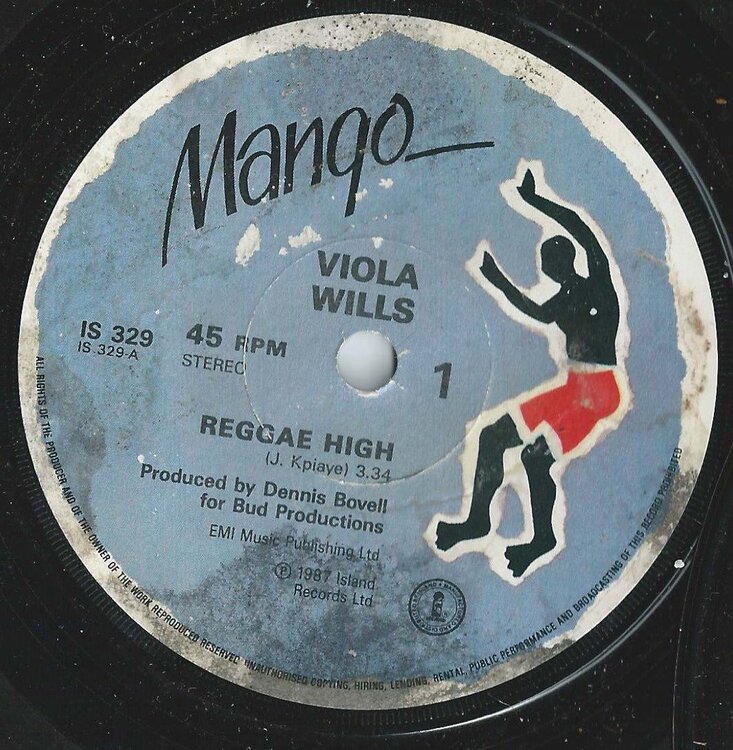 Mango
VIOLA
WILLS
IS 329
IS.329-A
45 RPM
STEREO
1
REGGAE HIGH
(J. Kpiaye) 3.34
Produced by Dennis Bovell
for Bud Productions
EMI Music Publishing Ltd
℗ 1987 Island
Records Ltd
ALL RIGHTS OF THE PRODUCER AND OF THE OWNER OF THE WORK REPRODUCED RESERVED. UNAUTHORISED COPYING, HIRING, LENDING, RENTAL, PUBLIC PERFORMANCE AND BROADCASTING OF THIS RECORD PROHIBITED